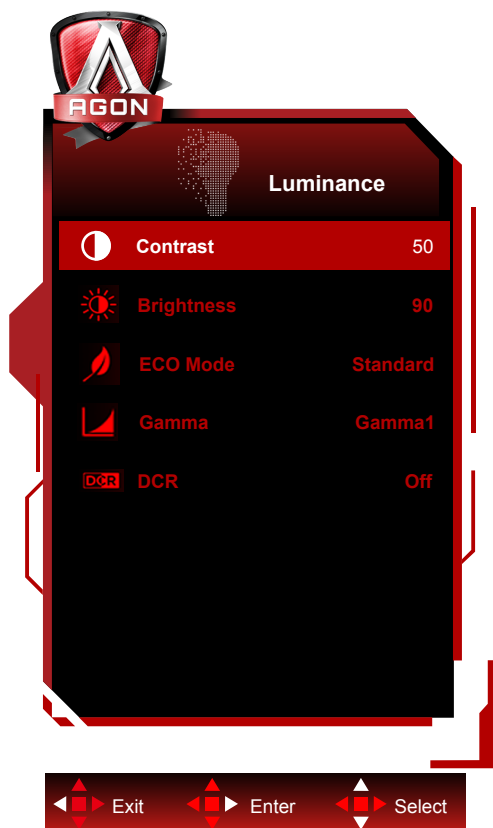 AGON
Luminance
Contrast 50
Brightness 90
ECO Mode Standard
Gamma Gamma1
DCR DCR Off
Exit Enter Select